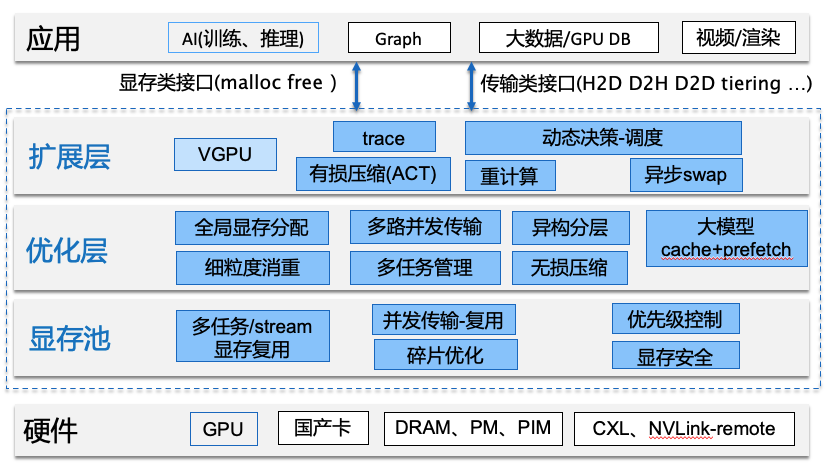 应用
AI(训练、推理)
Graph
大数据/GPU DB
视频/渲染
显存类接口(malloc free )
传输类接口(H2D D2H D2D tiering ...)
扩展层
VGPU
trace
动态决策-调度
有损压缩(ACT)
重计算
异步swap
优化层
全局显存分配
多路并发传输
异构分层
大模型
cache+prefetch
细粒度消重
多任务管理
无损压缩
显存池
多任务/stream
显存复用
并发传输-复用
优先级控制
碎片优化
显存安全
硬件
GPU
国产卡
DRAM、PM、PIM
CXL、NVLink-remote